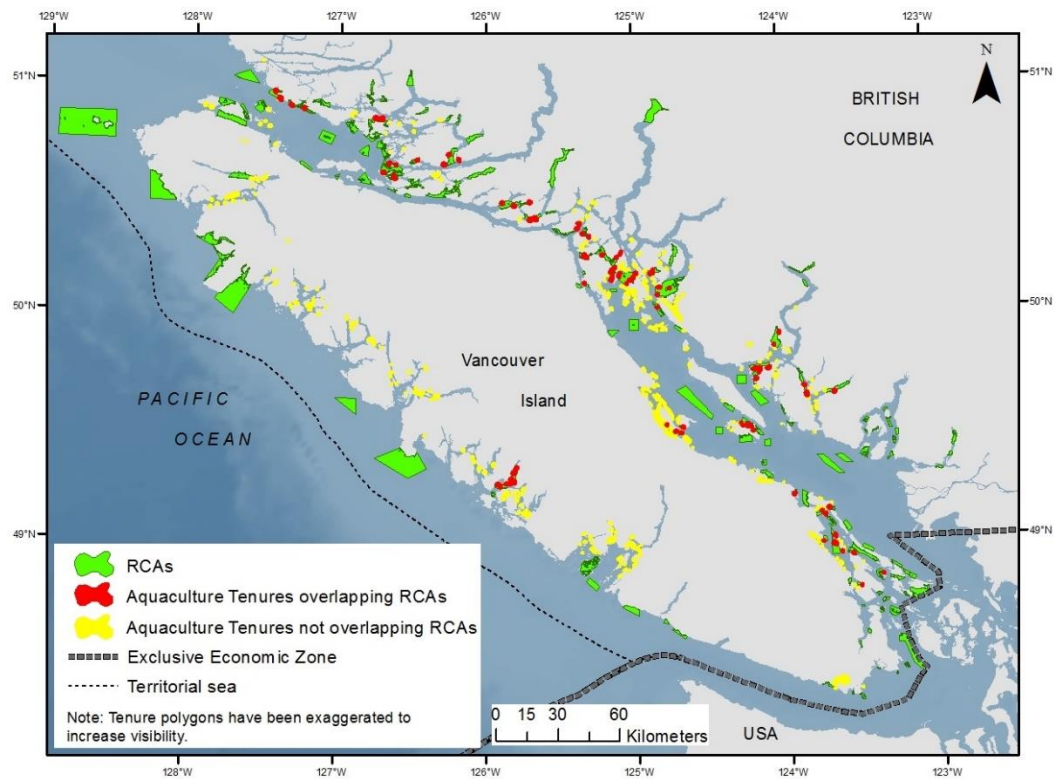 129°W 128°W 127°W 126°W 125°W 124°W 123°W
N
51°N 51°N
BRITISH
COLUMBIA
50°N 50°N
Vancouver
Island
PACIFIC
OCEAN
49°N 49°N
RCAs
Aquaculture Tenures overlapping RCAs
Aquaculture Tenures not overlapping RCAs
Exclusive Economic Zone
Territorial sea
Note: Tenure polygons have been exaggerated to
increase visibility.
0 15 30 60
Kilometers
USA
128°W 127°W 126°W 125°W 124°W 123°W